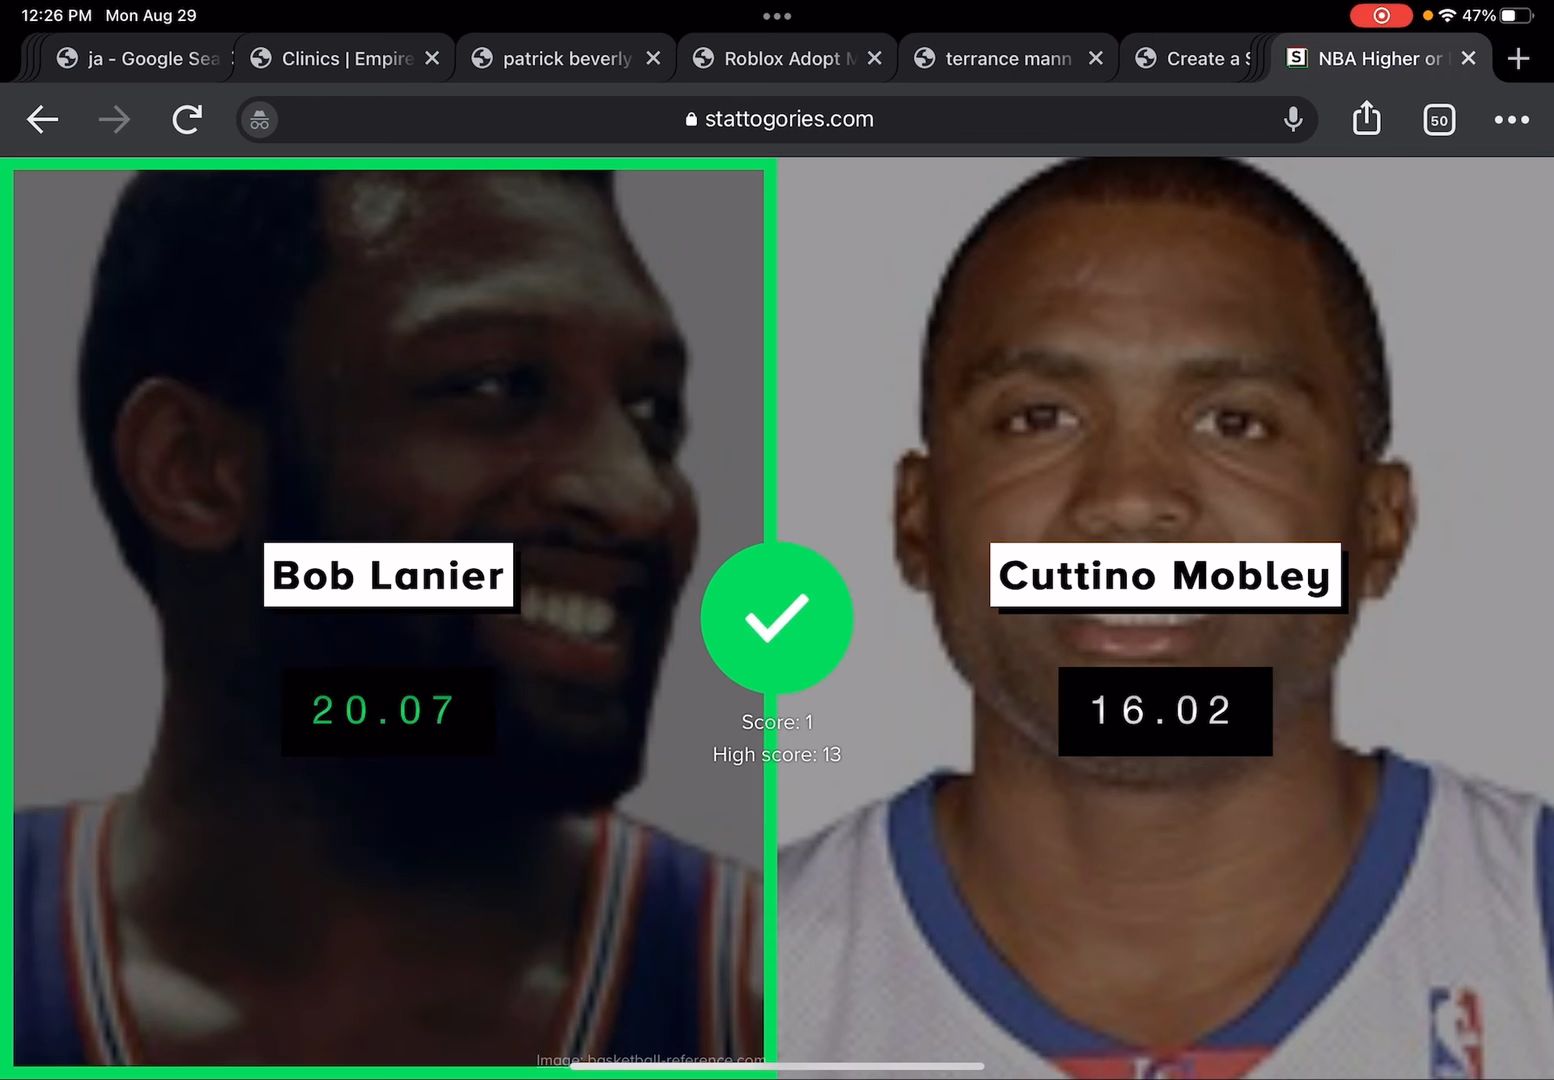 12:26 PM Mon Aug 29
47%
ja - Google Sea
Clinics | Empire
patrick beverly
Roblox Adopt M
terrance mann
Create a S
NBA Higher or
stattogories.com
50
Bob Lanier
Cuttino Mobley
20.07
16.02
Score: 1
High score: 13
Image: basketball-reference.com